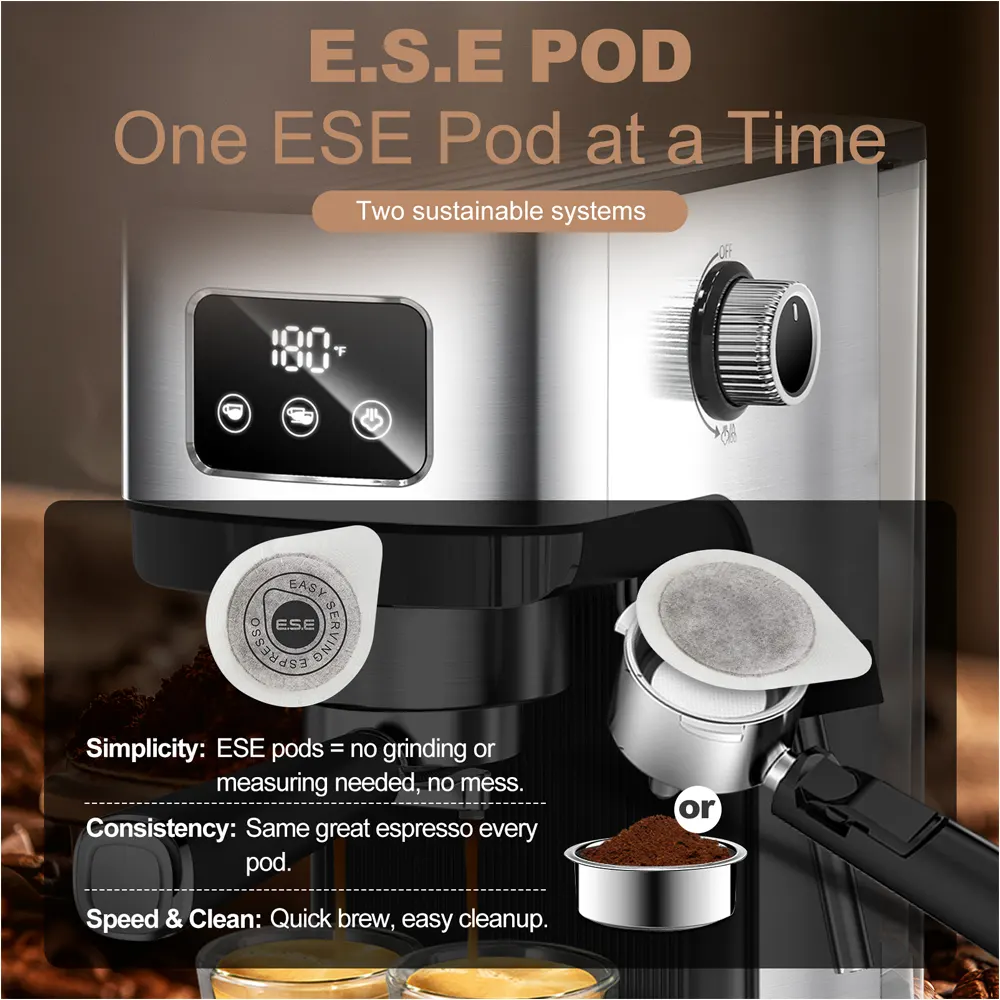 E.S.E POD
One ESE Pod at a Time
Two sustainable systems
OFF
180°F
EASY SERVING ESPRESSO
E.S.E
Simplicity: ESE pods = no grinding or
measuring needed, no mess.
or
Consistency: Same great espresso every
pod.
Speed & Clean: Quick brew, easy cleanup.